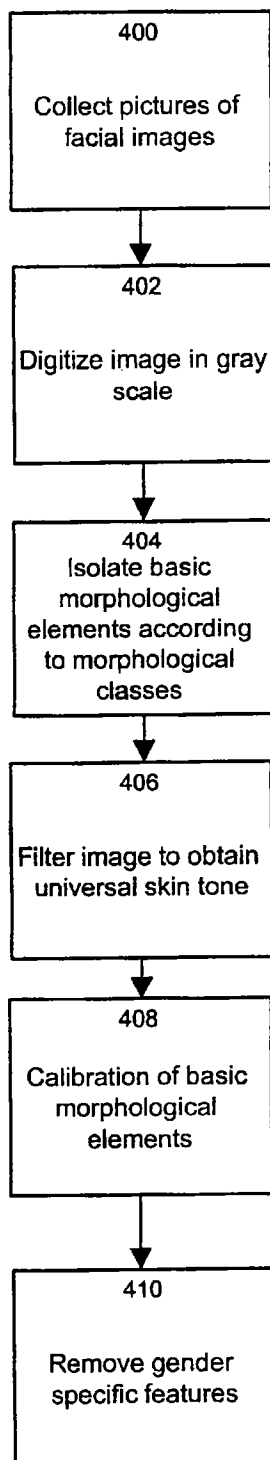 400
Collect pictures of
facial images
402
Digitize image in gray
scale
404
Isolate basic
morphological
elements according
to morphological
classes
406
Filter image to obtain
universal skin tone
408
Calibration of basic
morphological
elements
410
Remove gender
specific features